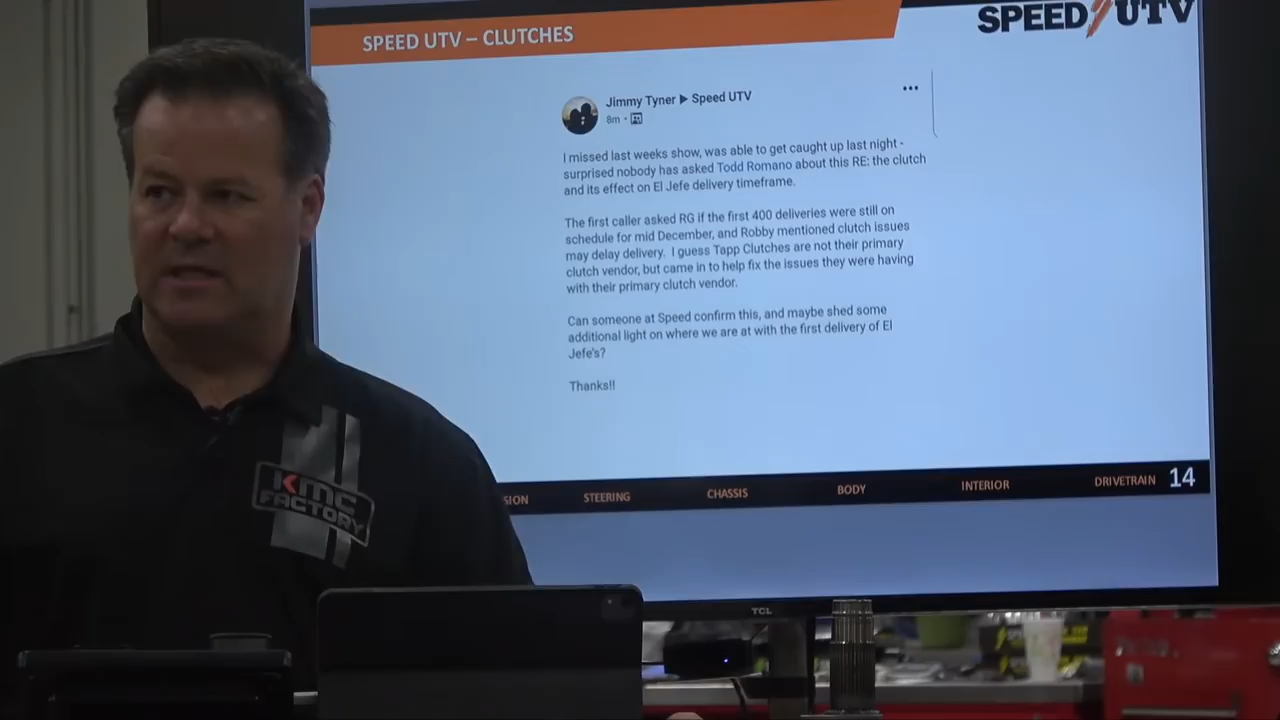 SPEED UTV – CLUTCHES
SPEED UTV
Jimmy Tyner ▶ Speed UTV
8m ·
I missed last weeks show, was able to get caught up last night -
surprised nobody has asked Todd Romano about this RE: the clutch
and its effect on El Jefe delivery timeframe.
The first caller asked RG if the first 400 deliveries were still on
schedule for mid December, and Robby mentioned clutch issues
may delay delivery. I guess Tapp Clutches are not their primary
clutch vendor, but came in to help fix the issues they were having
with their primary clutch vendor.
Can someone at Speed confirm this, and maybe shed some
additional light on where we are at with the first delivery of El
Jefe's?
Thanks!!
KMC
FACTORY
SION STEERING CHASSIS BODY INTERIOR DRIVETRAIN 14
TCL